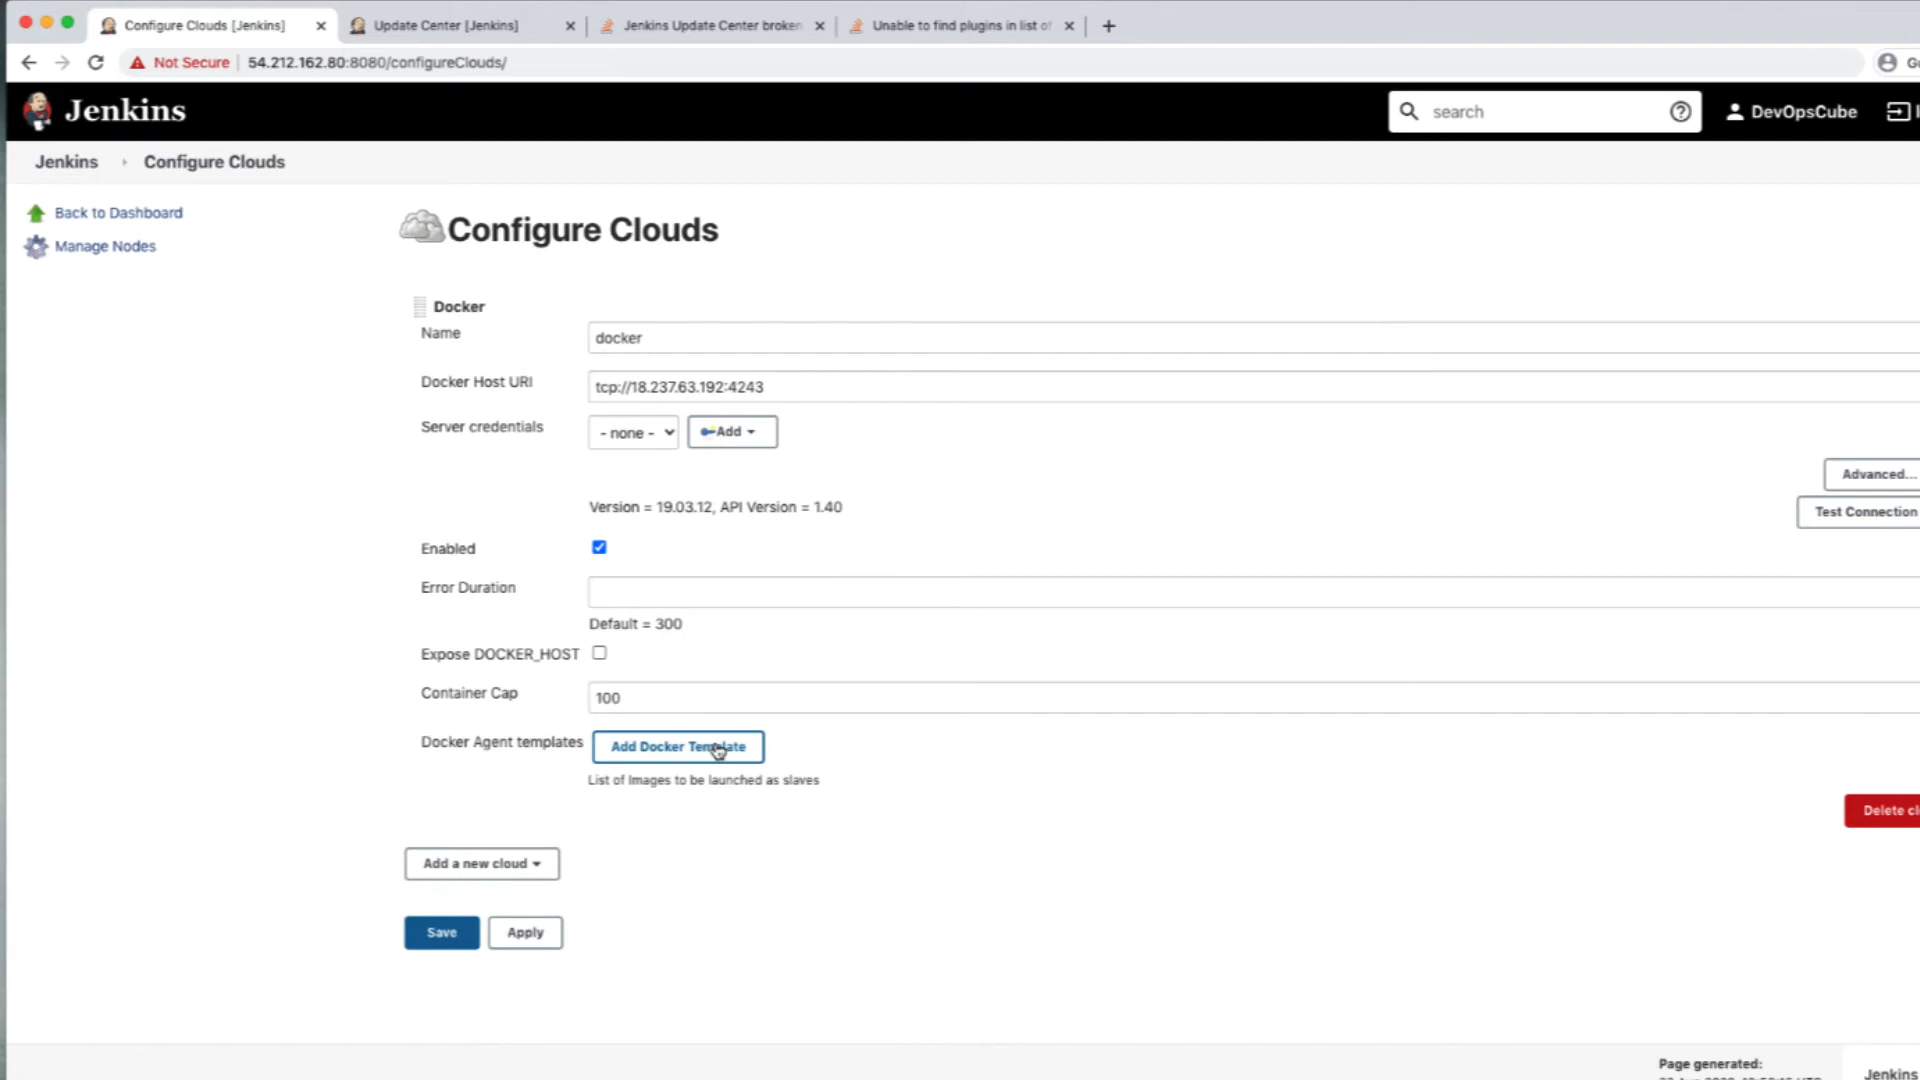 Configure Clouds [Jenkins]
Update Center [Jenkins]
Jenkins Update Center broken
Unable to find plugins in list of
Not Secure
54.212.162.80:8080/configureClouds/
Jenkins
search
DevOpsCube
Jenkins
Configure Clouds
Back to Dashboard
Manage Nodes
Configure Clouds
Docker
Name
docker
Docker Host URI
tcp://18.237.63.192:4243
Server credentials
- none -
Add
Advanced...
Version = 19.03.12, API Version = 1.40
Test Connection
Enabled
Error Duration
Default = 300
Expose DOCKER_HOST
Container Cap
100
Docker Agent templates
Add Docker Template
List of Images to be launched as slaves
Delete
Add a new cloud
Save
Apply
Page generated:
Jenkins